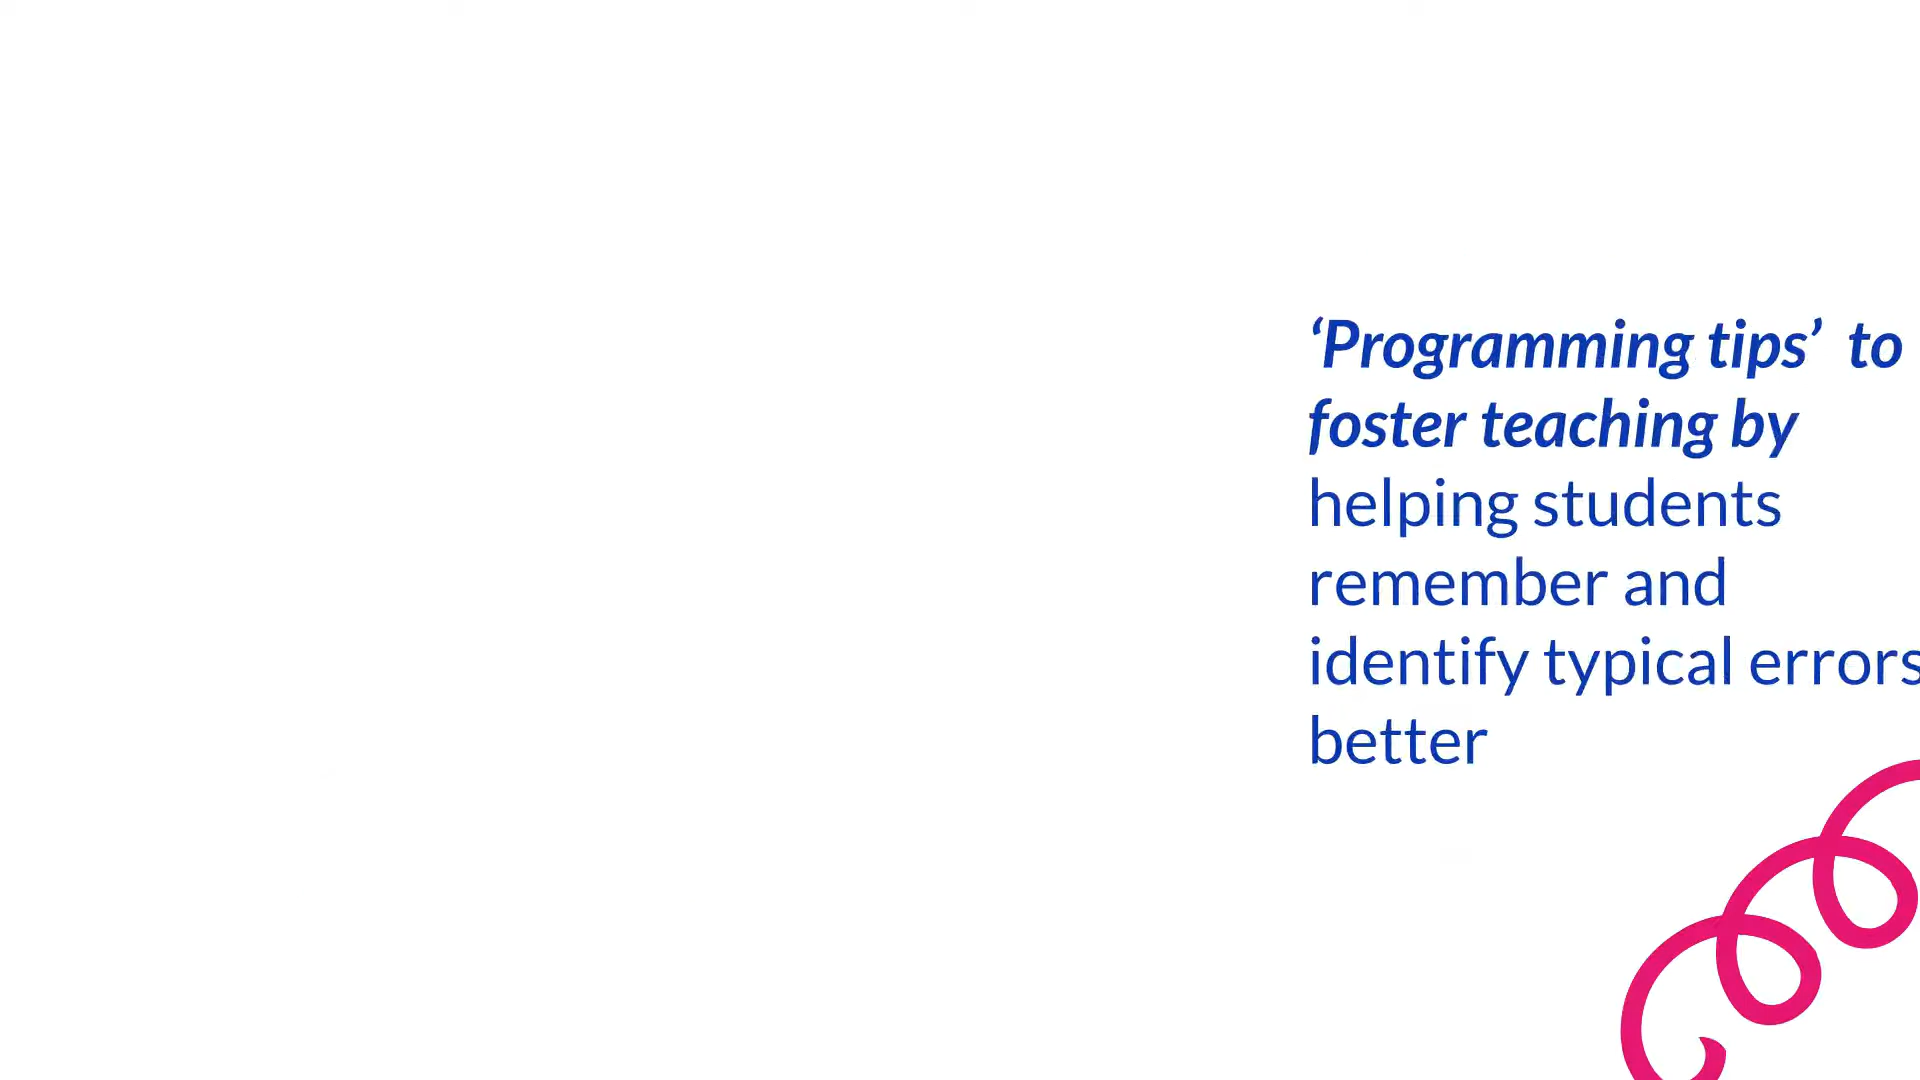 ‘Programming tips’  to
foster teaching by
helping students
remember and
identify typical errors
better